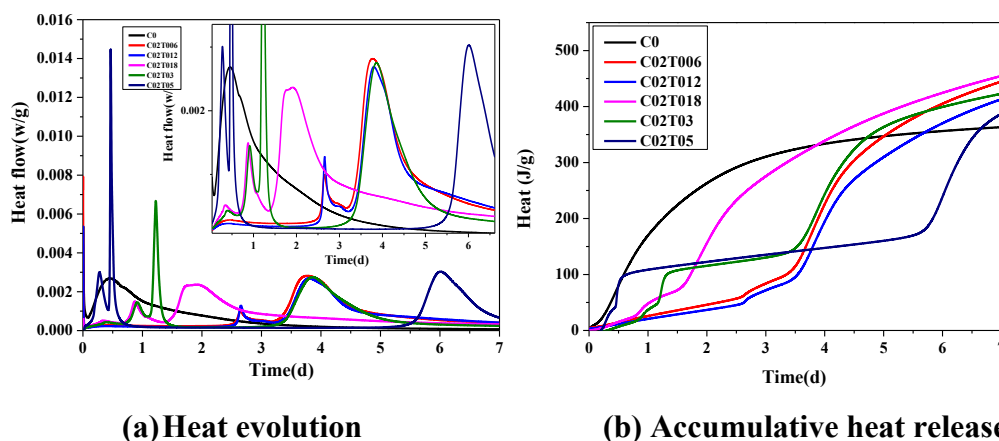 0.016
0.014
0.012
0.010
0.008
0.006
0.004
0.002
0.000
Heat flow(w/g)
C0
C02T006
C02T012
C02T018
C02T03
C02T05
Heat flow(w/
0.002
1 2 3 4 5 6
Time(d)
0 1 2 3 4 5 6 7
Time(d)
(a) Heat evolution
500
400
300
200
100
0
Heat (J/g)
C0
C02T006
C02T012
C02T018
C02T03
C02T05
0 1 2 3 4 5 6 7
Time(d)
(b) Accumulative heat release